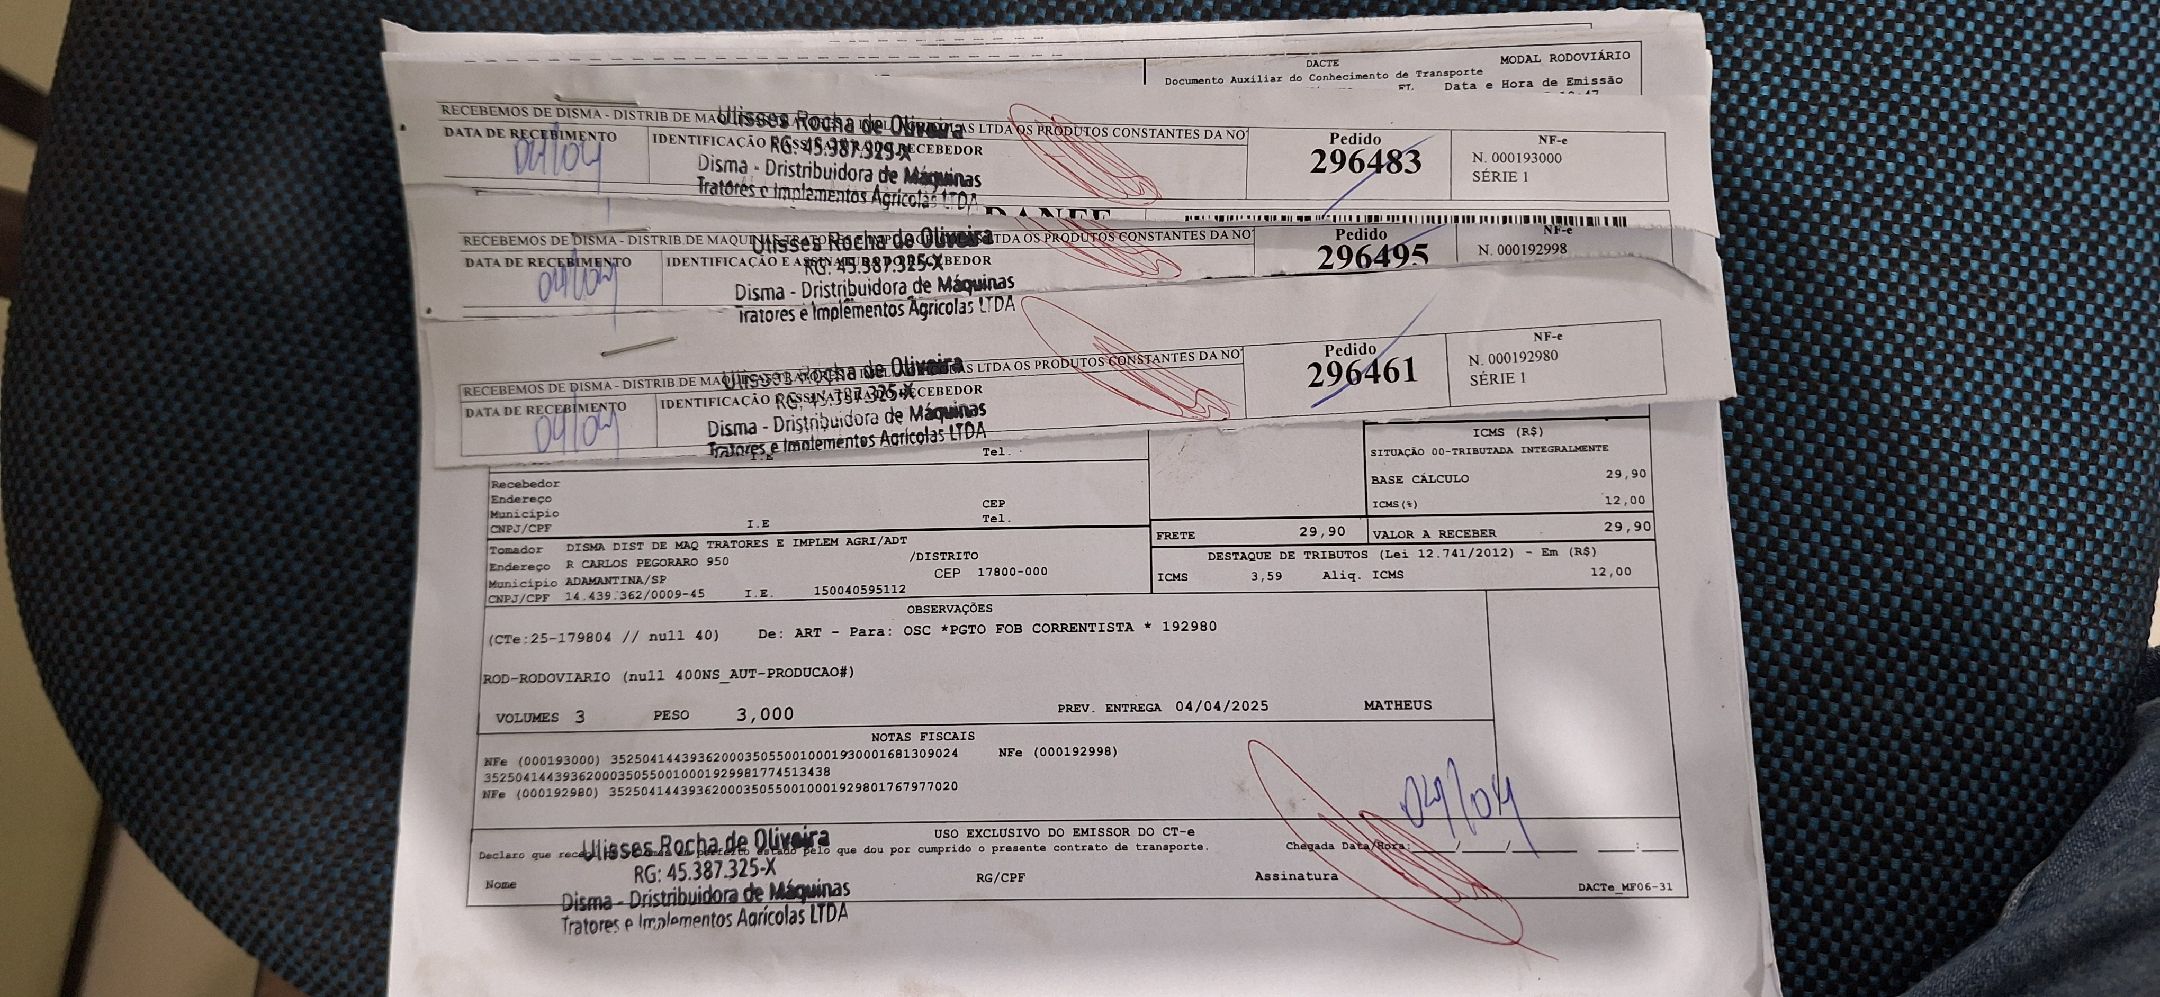 DACTE
MODAL RODOVIÁRIO
Documento Auxiliar do Conhecimento de Transporte
FL. Data e Hora de Emissão
RECEBEMOS DE DISMA - DISTRIB DE LTDA OS PRODUTOS CONSTANTES DA NO
DATA DE RECEBIMENTO
04/04
IDENTIFICAÇÃO RECEBEDOR
Ulisses Rocha de Oliveira
RG: 45.387.325-X
Disma - Dristribuidora de Máquinas
Tratores e Implementos Agrícolas LTDA
Pedido
296483
NF-e
N. 000193000
SÉRIE 1
DANFE
RECEBEMOS DE DISMA - DISTRIB DE LTDA OS PRODUTOS CONSTANTES DA NO
DATA DE RECEBIMENTO
04/04
IDENTIFICAÇÃO E
Ulisses Rocha de Oliveira
RG: 45.387.325-X
Disma - Dristribuidora de Máquinas
Tratores e Implementos Agrícolas LTDA
Pedido
296495
NF-e
N. 000192998
RECEBEMOS DE DISMA - DISTRIB DE LTDA OS PRODUTOS CONSTANTES DA NO
DATA DE RECEBIMENTO
04/04
IDENTIFICAÇÃO RECEBEDOR
Ulisses Rocha de Oliveira
RG: 45.387.325-X
Disma - Dristribuidora de Máquinas
Tratores e Implementos Agrícolas LTDA
Pedido
296461
NF-e
N. 000192980
SÉRIE 1
I.E Tel.
Recebedor
Endereço CEP
Município Tel.
CNPJ/CPF I.E
ICMS (R$)
SITUAÇÃO 00-TRIBUTADA INTEGRALMENTE
BASE CÁLCULO 29,90
ICMS(%) 12,00
FRETE 29,90 VALOR A RECEBER 29,90
Tomador DISMA DIST DE MAQ TRATORES E IMPLEM AGRI/ADT
Endereço R CARLOS PEGORARO 950 /DISTRITO
Município ADAMANTINA/SP CEP 17800-000
CNPJ/CPF 14.439.362/0009-45 I.E. 150040595112
DESTAQUE DE TRIBUTOS (Lei 12.741/2012) - Em (R$)
ICMS 3,59 Aliq. ICMS 12,00
OBSERVAÇÕES
(CTe:25-179804 // null 40) De: ART - Para: OSC *PGTO FOB CORRENTISTA * 192980
ROD-RODOVIARIO (null 400NS_AUT-PRODUCAO#)
VOLUMES 3 PESO 3,000 PREV. ENTREGA 04/04/2025 MATHEUS
NOTAS FISCAIS
NFe (000193000) 35250414439362000350550010001930001681309024 NFe (000192998)
35250414439362000350550010001929981774513438
NFe (000192980) 35250414439362000350550010001929801767977020
04/04
USO EXCLUSIVO DO EMISSOR DO CT-e
Declaro que pelo que dou por cumprido o presente contrato de transporte. Chegada Data/Hora:
Nome RG/CPF Assinatura DACTe_MF06-31
Ulisses Rocha de Oliveira
RG: 45.387.325-X
Disma - Dristribuidora de Máquinas
Tratores e Implementos Agrícolas LTDA